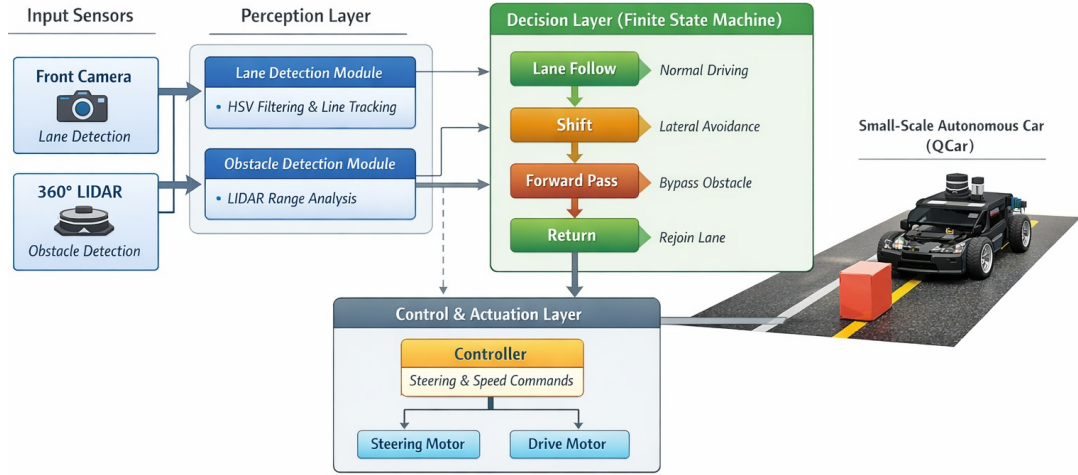 Input Sensors
Front Camera
Lane Detection
360° LIDAR
Obstacle Detection
Perception Layer
Lane Detection Module
• HSV Filtering & Line Tracking
Obstacle Detection Module
• LIDAR Range Analysis
Decision Layer (Finite State Machine)
Lane Follow
Normal Driving
Shift
Lateral Avoidance
Forward Pass
Bypass Obstacle
Return
Rejoin Lane
Control & Actuation Layer
Controller
Steering & Speed Commands
Steering Motor
Drive Motor
Small-Scale Autonomous Car
(QCar)